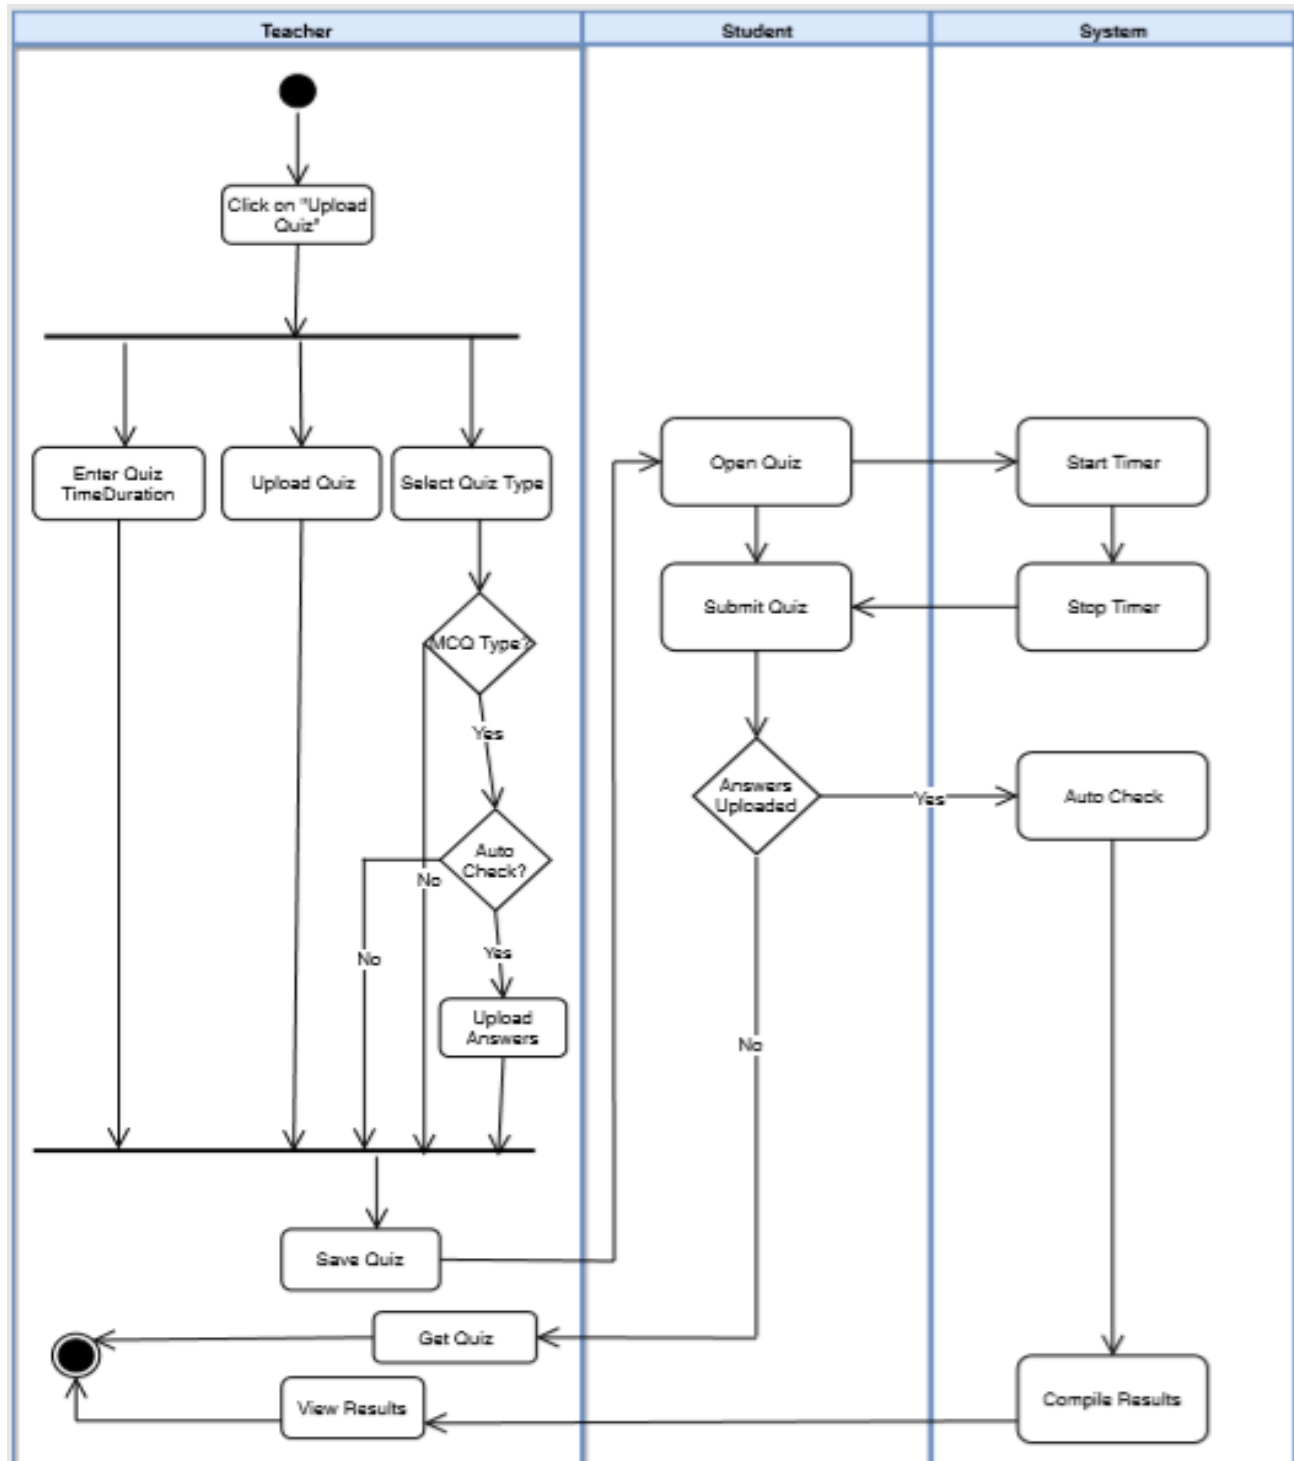 Teacher
Student
System
Click on "Upload
Quiz"
Enter Quiz
TimeDuration
Upload Quiz
Select Quiz Type
Open Quiz
Start Timer
Submit Quiz
Stop Timer
MCQ Type?
Yes
Answers
Uploaded
Yes
Auto Check
Auto
Check?
No
Yes
No
Upload
Answers
No
Save Quiz
Get Quiz
View Results
Compile Results